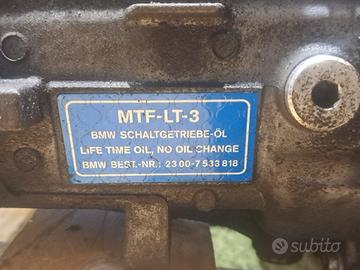 MTF-LT-3
BMW SCHALTGETRIEBE-ÖL
LIFE TIME OIL, NO OIL CHANGE
BMW BEST.-NR.: 23 00-7 533 818
subito